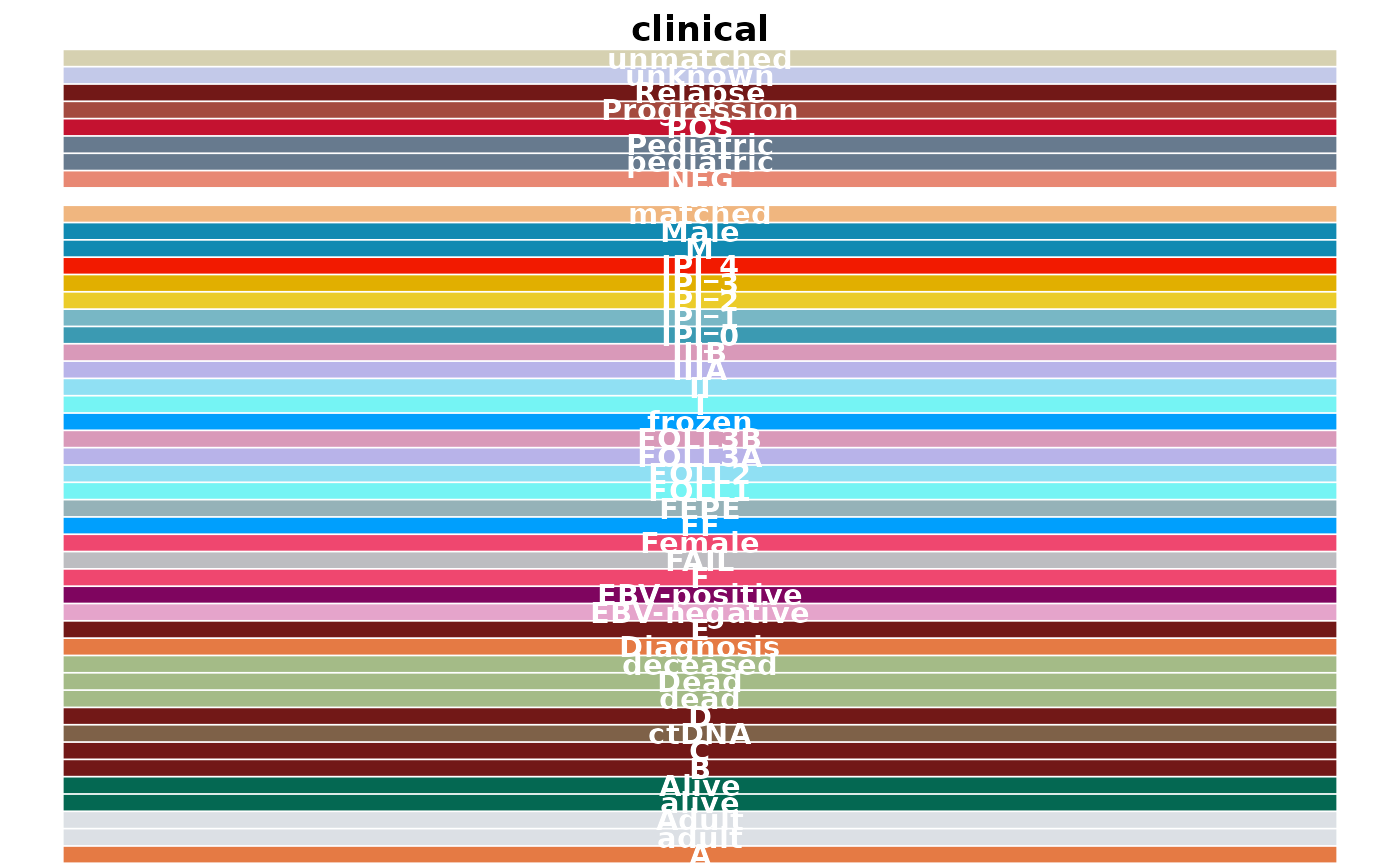 clinical
unmatched
unknown
Relapse
Progression
POS
Pediatric
pediatric
NEG
matched
Male
M
IPI_4
IPI_3
IPI_2
IPI_1
IPI_0
IIIB
IIIA
II
I
frozen
FOLL3B
FOLL3A
FOLL2
FOLL1
FFPE
FF
Female
FAIL
F
EBV-positive
EBV-negative
E
Diagnosis
deceased
Dead
dead
D
ctDNA
C
B
Alive
alive
Adult
adult
A